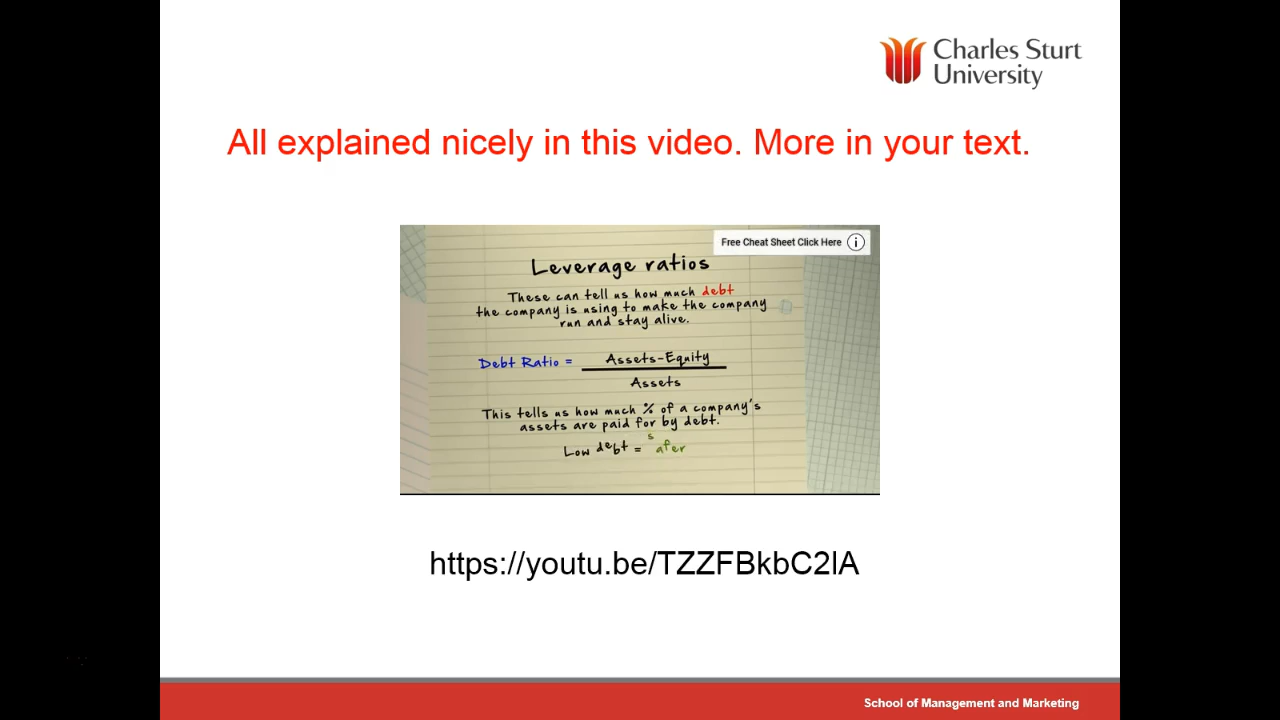 Charles Sturt
University
All explained nicely in this video. More in your text.
Free Cheat Sheet Click Here i
Leverage ratios
These can tell us how much debt
the company is using to make the company
run and stay alive.
Debt Ratio = Assets-Equity
Assets
This tells us how much % of a company's
assets are paid for by debt.
Low debt = safer
https://youtu.be/TZZFBkbC2lA
School of Management and Marketing